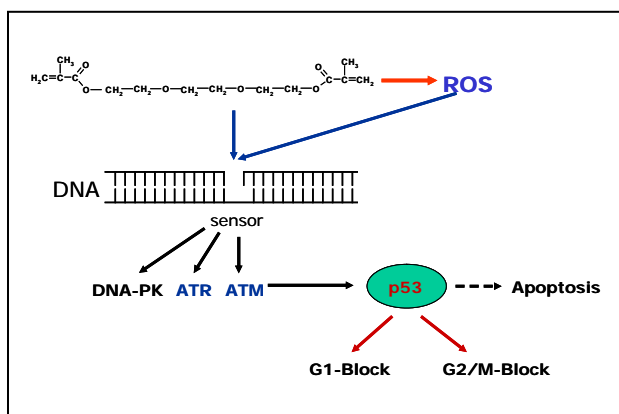 CH₃ O O CH₃
H₂C=C—C C—C=CH₂
O—CH₂—CH₂—O—CH₂—CH₂—O—CH₂—CH₂—O
ROS
DNA
sensor
DNA-PK ATR ATM
p53
Apoptosis
G1-Block G2/M-Block